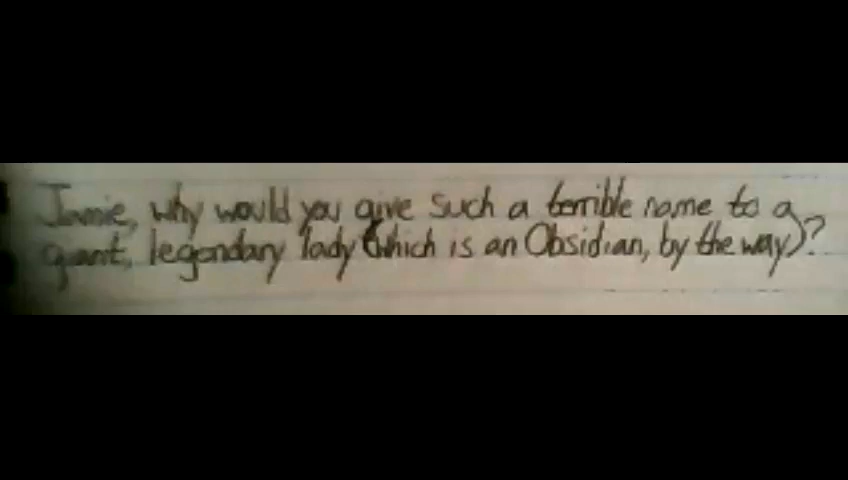 Jamie, why would you give such a terrible name to a
giant, legendary lady (which is an Obsidian, by the way)?